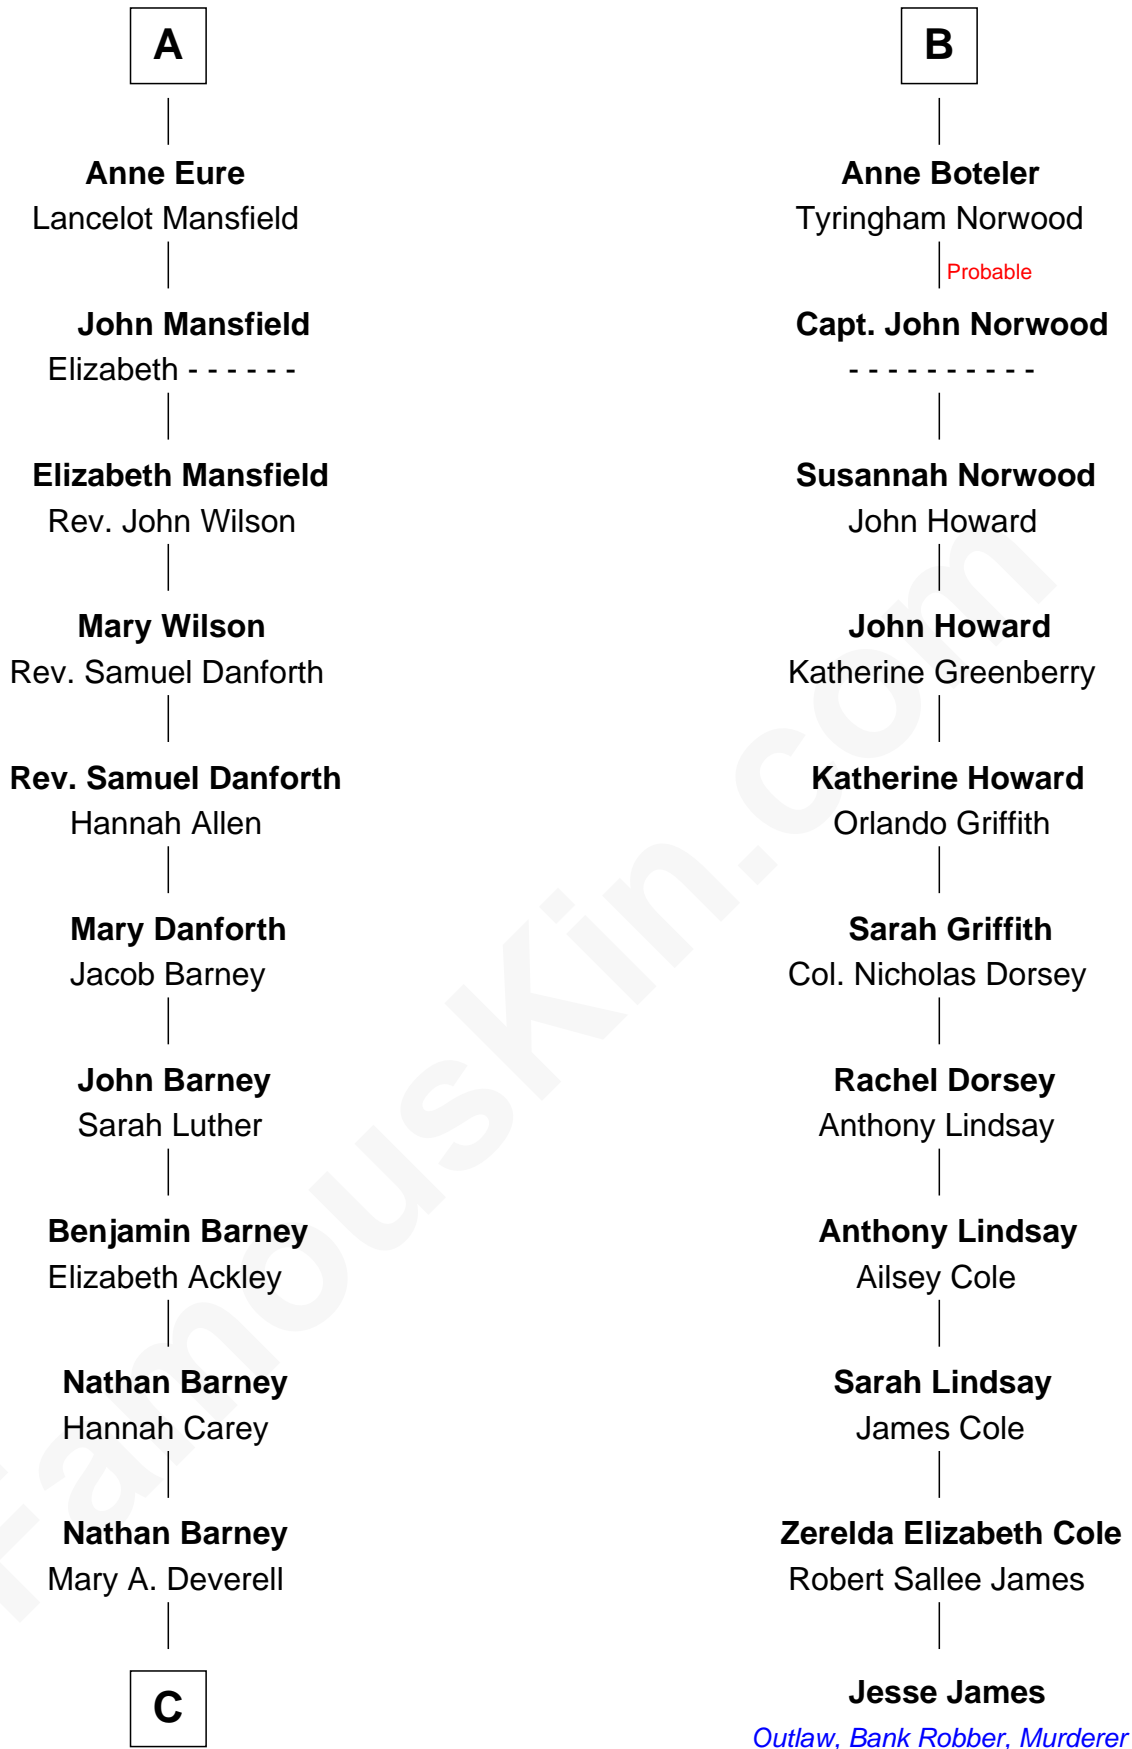 A
Anne Eure
Lancelot Mansfield
John Mansfield
Elizabeth - - - - - -
Elizabeth Mansfield
Rev. John Wilson
Mary Wilson
Rev. Samuel Danforth
Rev. Samuel Danforth
Hannah Allen
Mary Danforth
Jacob Barney
John Barney
Sarah Luther
Benjamin Barney
Elizabeth Ackley
Nathan Barney
Hannah Carey
Nathan Barney
Mary A. Deverell
C
B
Anne Boteler
Tyringham Norwood
Probable
Capt. John Norwood
- - - - - - - - - -
Susannah Norwood
John Howard
John Howard
Katherine Greenberry
Katherine Howard
Orlando Griffith
Sarah Griffith
Col. Nicholas Dorsey
Rachel Dorsey
Anthony Lindsay
Anthony Lindsay
Ailsey Cole
Sarah Lindsay
James Cole
Zerelda Elizabeth Cole
Robert Sallee James
Jesse James
Outlaw, Bank Robber, Murderer
FamousKin.com